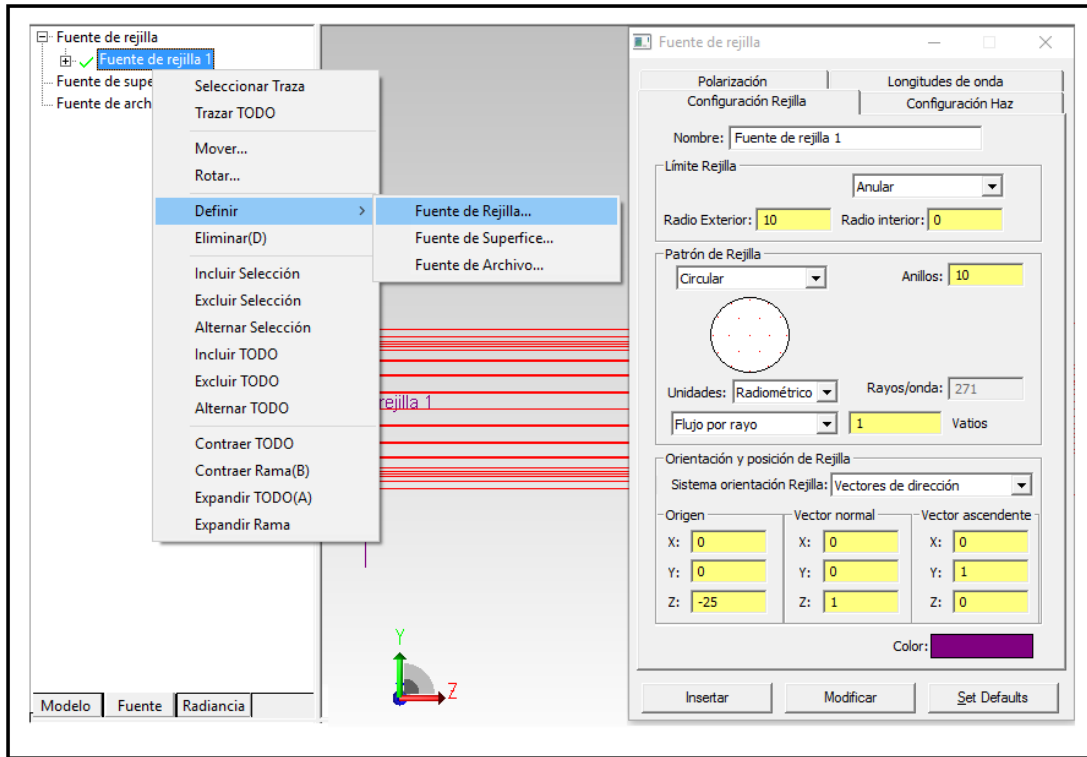 Fuente de rejilla
Fuente de rejilla 1
Fuente de supe
Fuente de arch
Seleccionar Traza
Trazar TODO
Mover...
Rotar...
Definir >
Eliminar(D)
Incluir Selección
Excluir Selección
Alternar Selección
Incluir TODO
Excluir TODO
Alternar TODO
Contraer TODO
Contraer Rama(B)
Expandir TODO(A)
Expandir Rama
Fuente de Rejilla...
Fuente de Superfice...
Fuente de Archivo...
rejilla 1
Y
Z
Modelo Fuente Radiancia
Fuente de rejilla
Polarización Longitudes de onda
Configuración Rejilla Configuración Haz
Nombre: Fuente de rejilla 1
Límite Rejilla
Anular
Radio Exterior: 10 Radio interior: 0
Patrón de Rejilla
Circular Anillos: 10
Unidades: Radiométrico Rayos/onda: 271
Flujo por rayo 1 Vatios
Orientación y posición de Rejilla
Sistema orientación Rejilla: Vectores de dirección
Origen Vector normal Vector ascendente
X: 0 X: 0 X: 0
Y: 0 Y: 0 Y: 1
Z: -25 Z: 1 Z: 0
Color:
Insertar Modificar Set Defaults